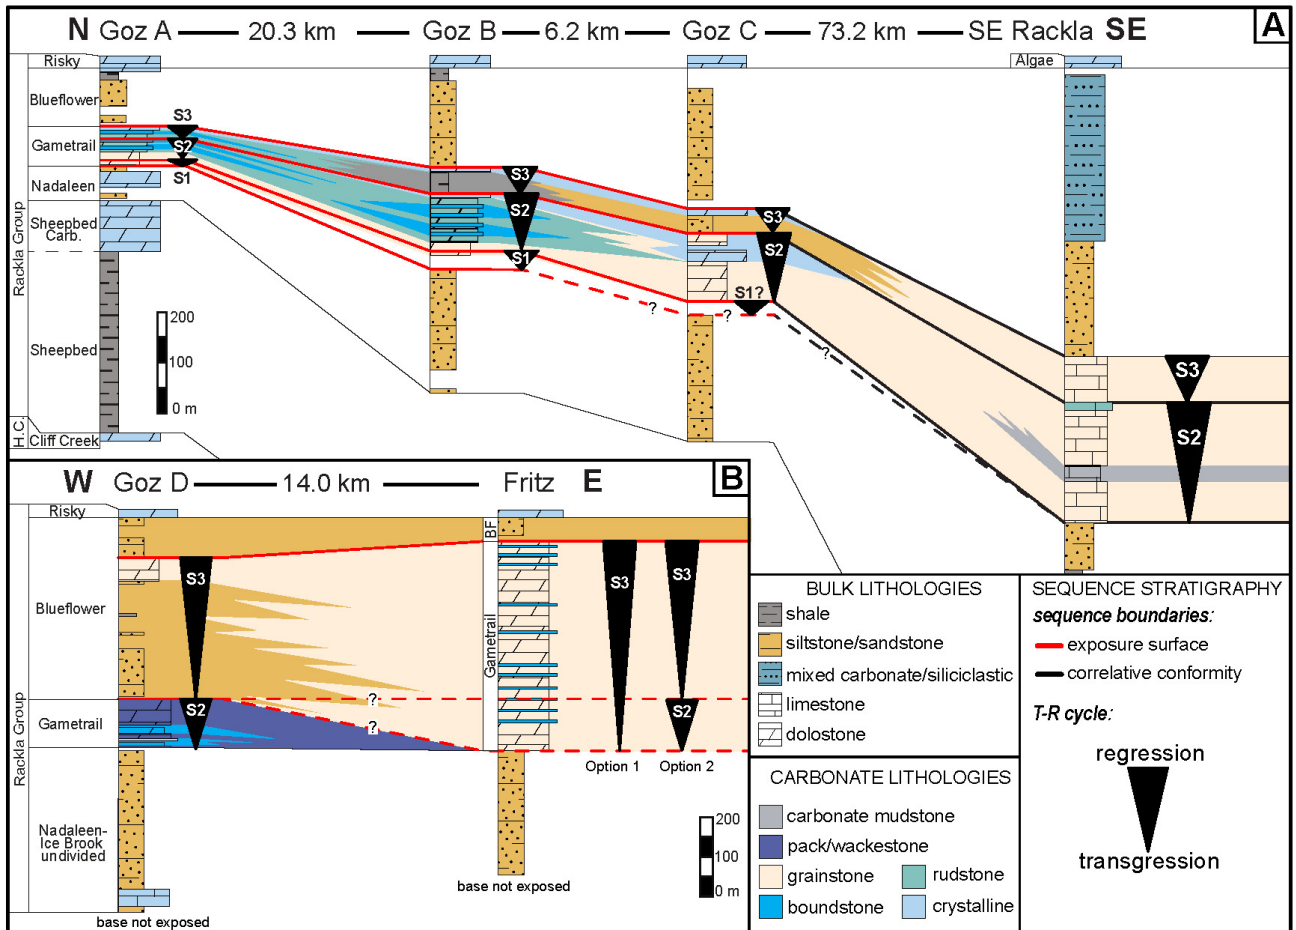 A
N Goz A 20.3 km Goz B 6.2 km Goz C 73.2 km SE Rackla SE
Risky
Algae
Blueflower
Gametrail
Nadaleen
Sheepbed
Carb.
Sheepbed
Cliff Creek
Rackla Group
H.C.
S3
S2
S1
S3
S2
S1
S3
S2
S1?
?
?
?
S3
S2
200
100
0 m
B
W Goz D 14.0 km Fritz E
Risky
Blueflower
Gametrail
Nadaleen-
Ice Brook
undivided
Rackla Group
BF
Gametrail
S3
S2
?
?
S3
S3
S2
Option 1 Option 2
base not exposed
base not exposed
200
100
0 m
BULK LITHOLOGIES
shale
siltstone/sandstone
mixed carbonate/siliciclastic
limestone
dolostone
CARBONATE LITHOLOGIES
carbonate mudstone
pack/wackestone
grainstone
boundstone
rudstone
crystalline
SEQUENCE STRATIGRAPHY
sequence boundaries:
exposure surface
correlative conformity
T-R cycle:
regression
transgression